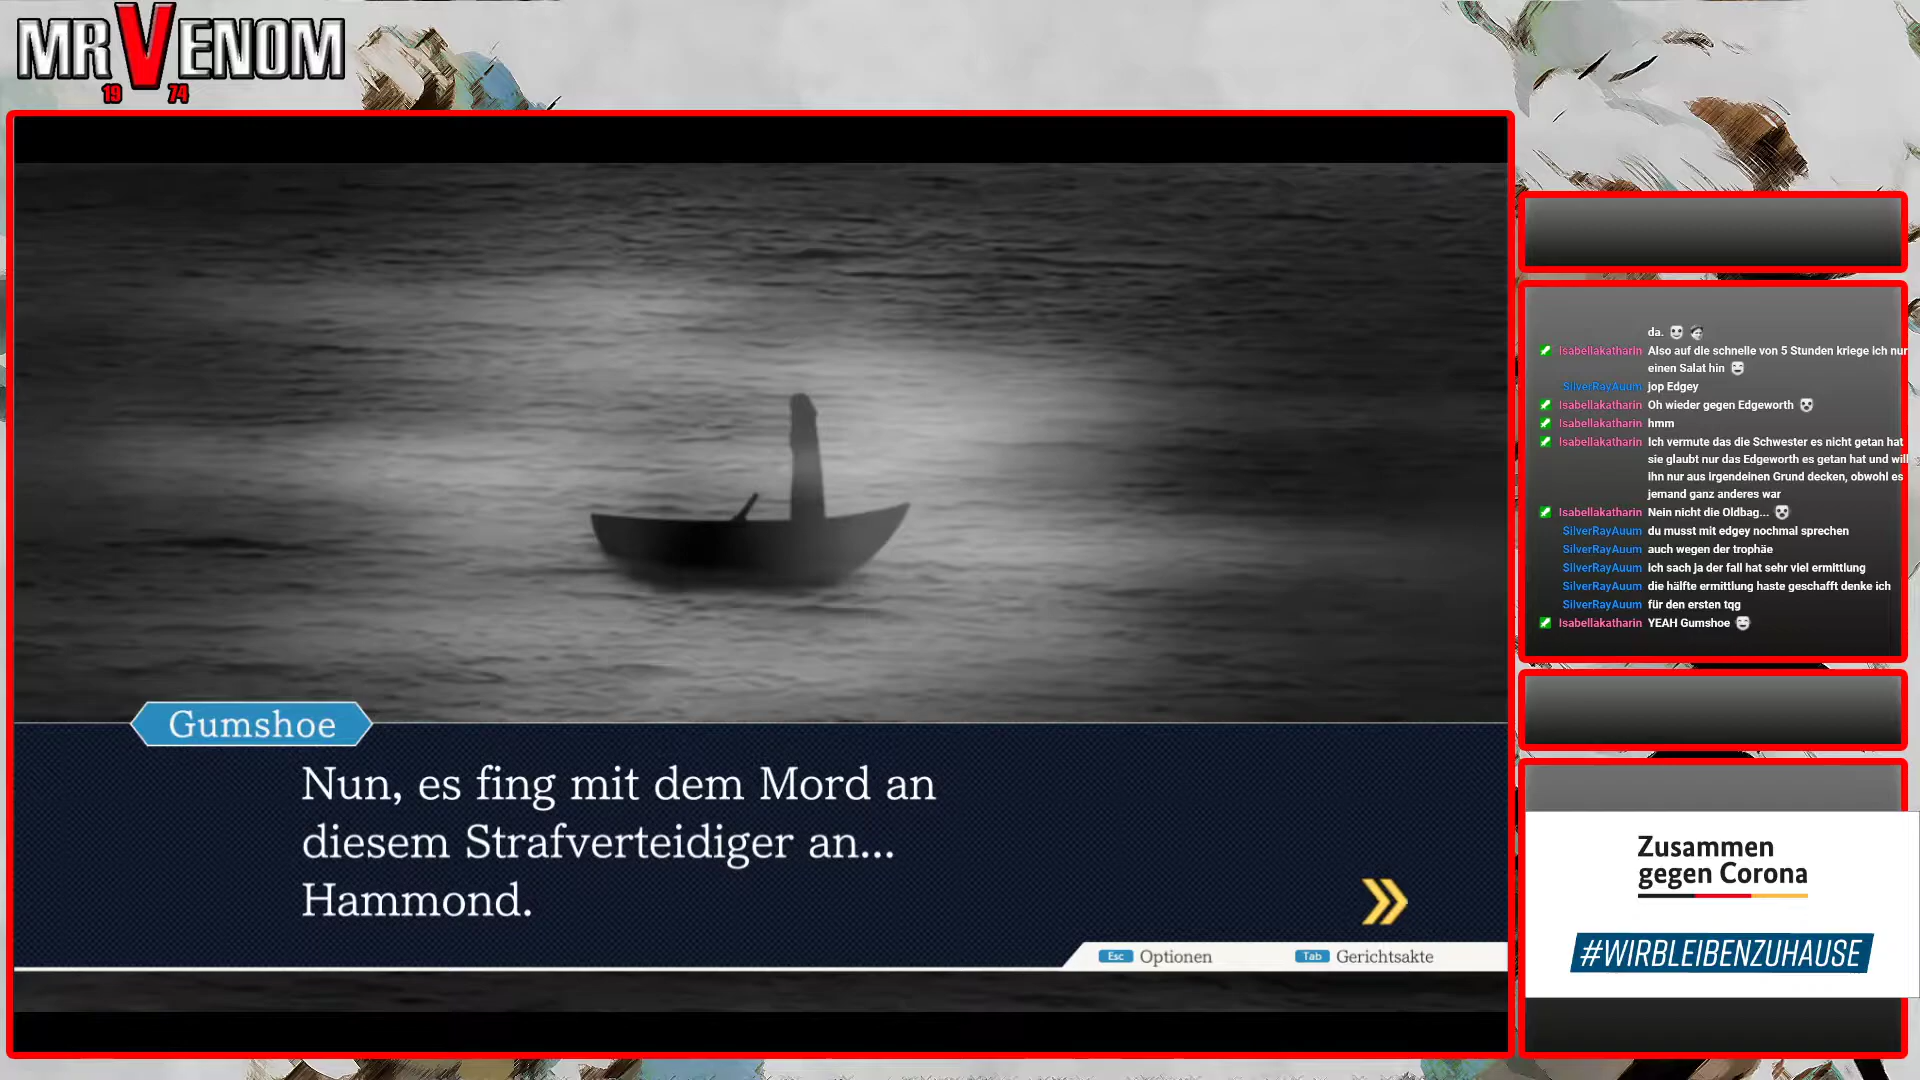 MRVENOM
19 74
Gumshoe
Nun, es fing mit dem Mord an
diesem Strafverteidiger an...
Hammond.
Esc Optionen
Tab Gerichtsakte
da.
Isabellakatharin Also auf die schnelle von 5 Stunden kriege ich nur
einen Salat hin
SilverRayAuum jop Edgey
Isabellakatharin Oh wieder gegen Edgeworth
Isabellakatharin hmm
Isabellakatharin Ich vermute das die Schwester es nicht getan hat
sie glaubt nur das Edgeworth es getan hat und will
ihn nur aus irgendeinen Grund decken, obwohl es
jemand ganz anderes war
Isabellakatharin Nein nicht die Oldbag...
SilverRayAuum du musst mit edgey nochmal sprechen
SilverRayAuum auch wegen der trophäe
SilverRayAuum ich sach ja der fall hat sehr viel ermittlung
SilverRayAuum die hälfte ermittlung haste geschafft denke ich
SilverRayAuum für den ersten tqg
Isabellakatharin YEAH Gumshoe
Zusammen
gegen Corona
#WIRBLEIBENZUHAUSE